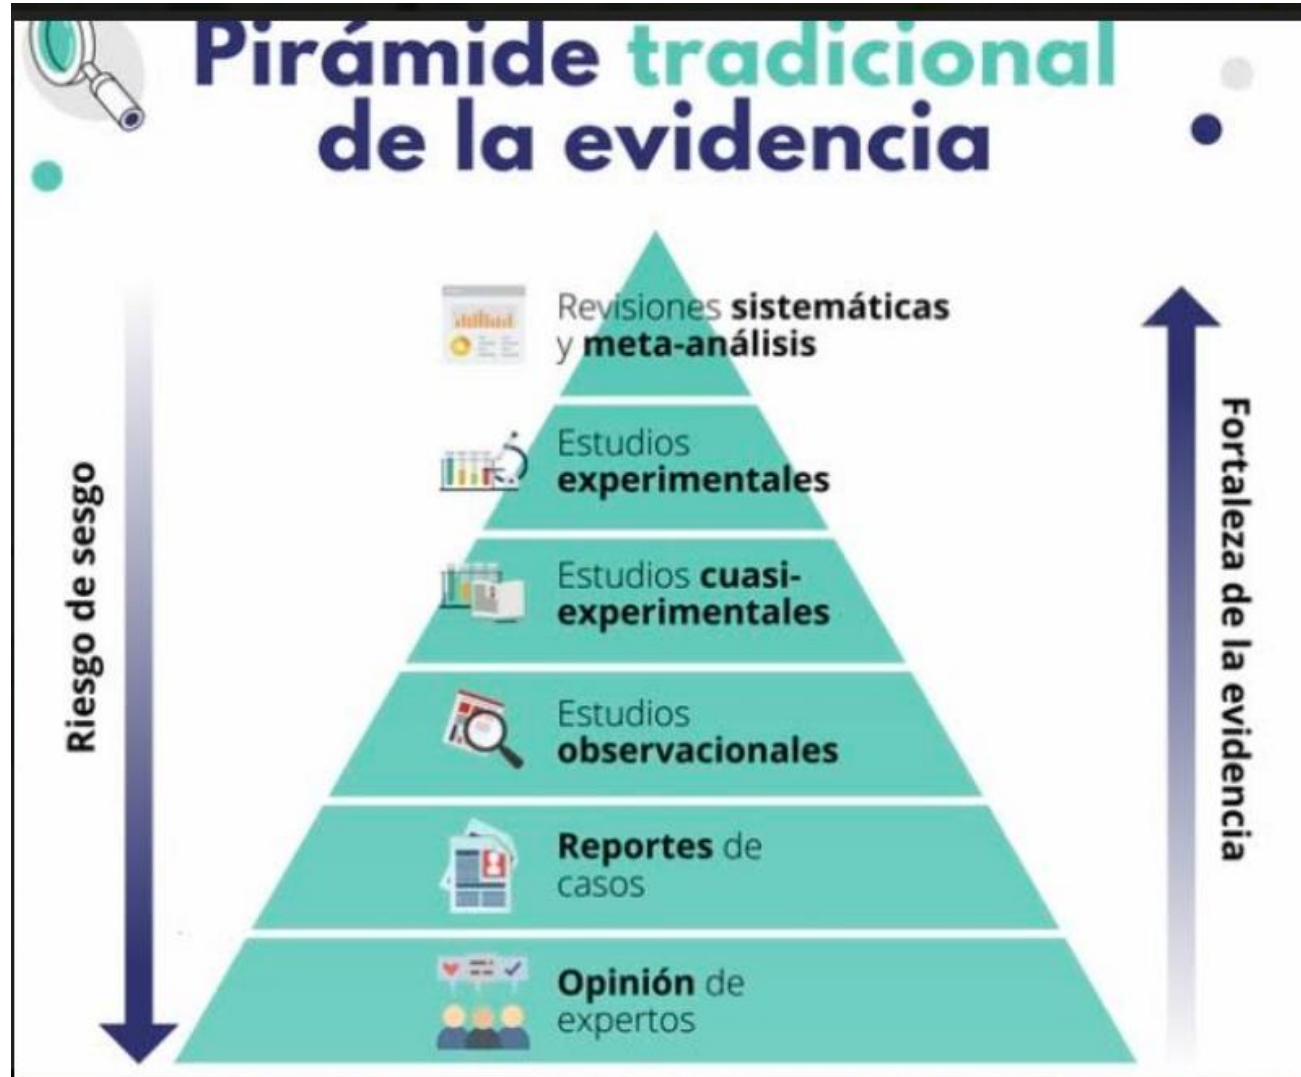 Pirámide tradicional
de la evidencia
Revisiones sistemáticas
y meta-análisis
Estudios
experimentales
Estudios cuasi-
experimentales
Estudios
observacionales
Reportes de
casos
Opinión de
expertos
Riesgo de sesgo
Fortaleza de la evidencia